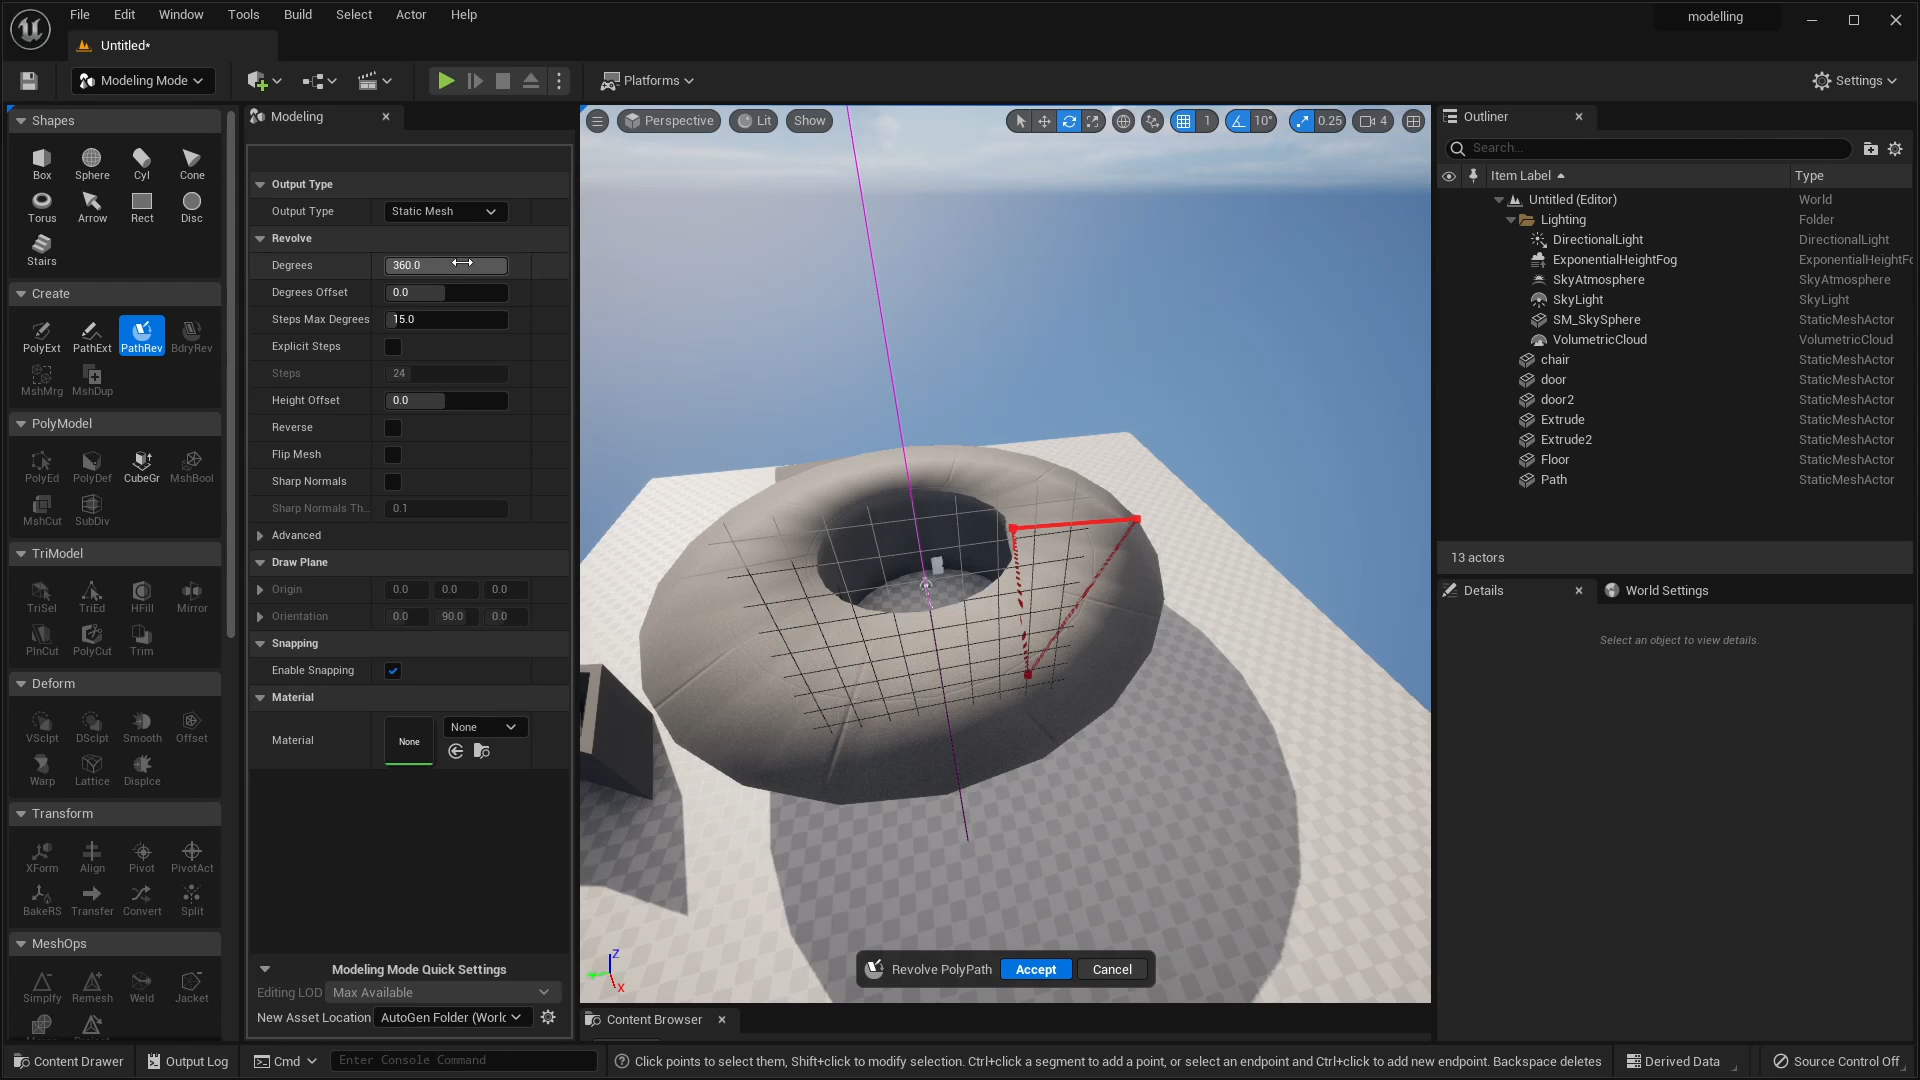 File Edit Window Tools Build Select Actor Help
modelling
Untitled*
Modeling Mode
Platforms
Settings
Shapes
Box Sphere Cyl Cone
Torus Arrow Rect Disc
Stairs
Create
PolyExt PathExt PathRev BdryRev
MshMrg MshDup
PolyModel
PolyEd PolyDef CubeGr MshBool
MshCut SubDiv
TriModel
TriSel TriEd HFill Mirror
PlnCut PolyCut Trim
Deform
VSclpt DSclpt Smooth Offset
Warp Lattice Displce
Transform
XForm Align Pivot PivotAct
BakeRS Transfer Convert Split
MeshOps
Simplfy Remesh Weld Jacket
Modeling
Output Type
Output Type Static Mesh
Revolve
Degrees 360.0
Degrees Offset 0.0
Steps Max Degrees 15.0
Explicit Steps
Steps 24
Height Offset 0.0
Reverse
Flip Mesh
Sharp Normals
Sharp Normals Th... 0.1
Advanced
Draw Plane
Origin 0.0 0.0 0.0
Orientation 0.0 90.0 0.0
Snapping
Enable Snapping
Material
Material None None
Modeling Mode Quick Settings
Editing LOD Max Available
New Asset Location AutoGen Folder (Worl
Perspective Lit Show
1 10° 0.25 4
Z
X
Revolve PolyPath Accept Cancel
Content Browser
Outliner
Search...
Item Label Type
Untitled (Editor) World
Lighting Folder
DirectionalLight DirectionalLight
ExponentialHeightFog ExponentialHeightFo
SkyAtmosphere SkyAtmosphere
SkyLight SkyLight
SM_SkySphere StaticMeshActor
VolumetricCloud VolumetricCloud
chair StaticMeshActor
door StaticMeshActor
door2 StaticMeshActor
Extrude StaticMeshActor
Extrude2 StaticMeshActor
Floor StaticMeshActor
Path StaticMeshActor
13 actors
Details World Settings
Select an object to view details.
Content Drawer Output Log Cmd Enter Console Command Click points to select them, Shift+click to modify selection. Ctrl+click a segment to add a point, or select an endpoint and Ctrl+click to add new endpoint. Backspace deletes Derived Data Source Control Off